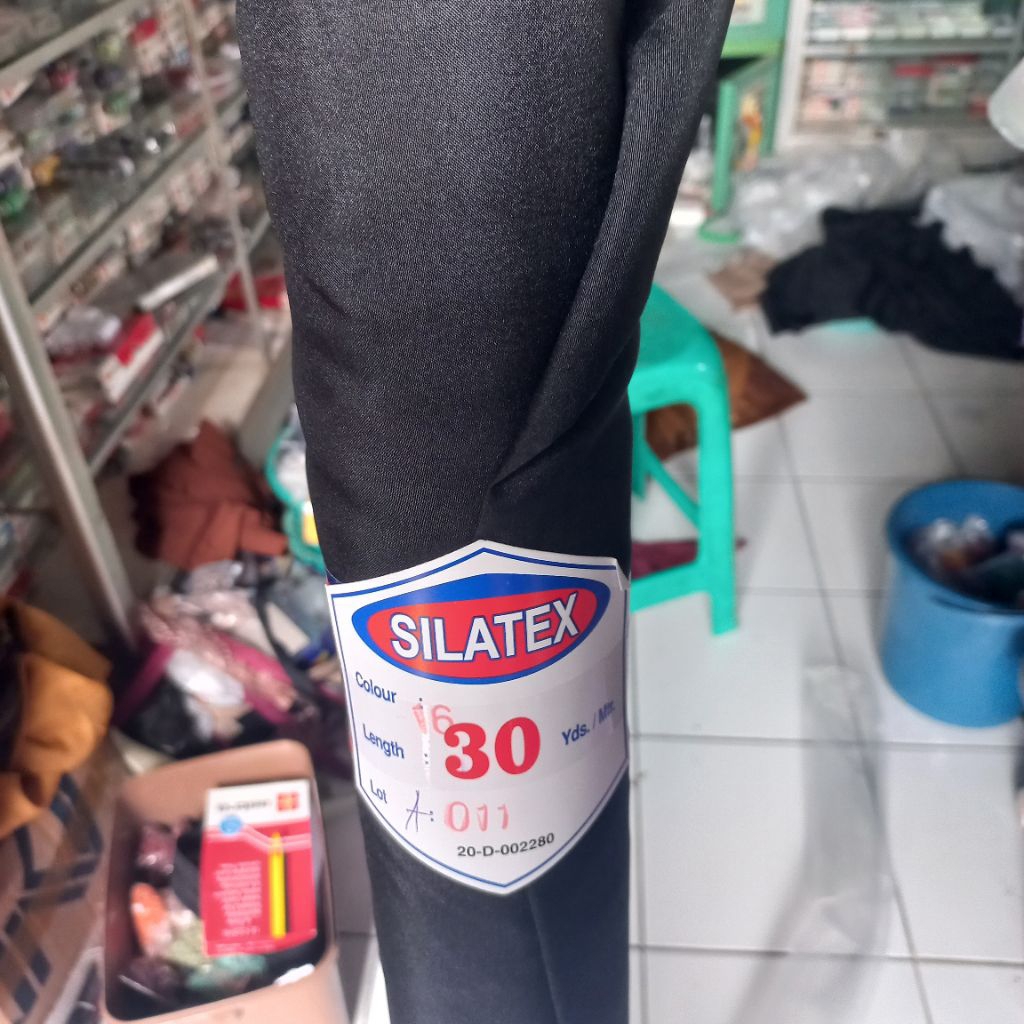 SILATEX
Colour : 16
Length : 30 Yds. / Mtr.
Lot A: 011
20-D-002280